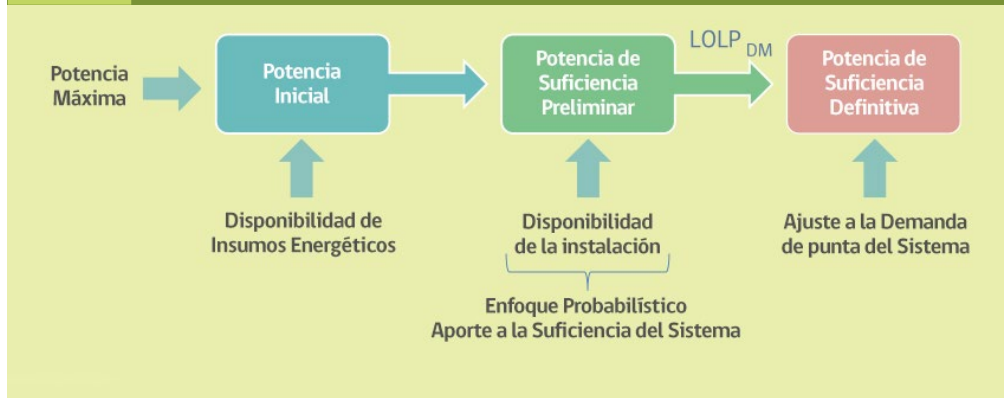 Potencia
Máxima
Potencia
Inicial
Potencia de
Suficiencia
Preliminar
LOLP DM
Potencia de
Suficiencia
Definitiva
Disponibilidad de
Insumos Energéticos
Disponibilidad
de la instalación
Ajuste a la Demanda
de punta del Sistema
Enfoque Probabilístico
Aporte a la Suficiencia del Sistema